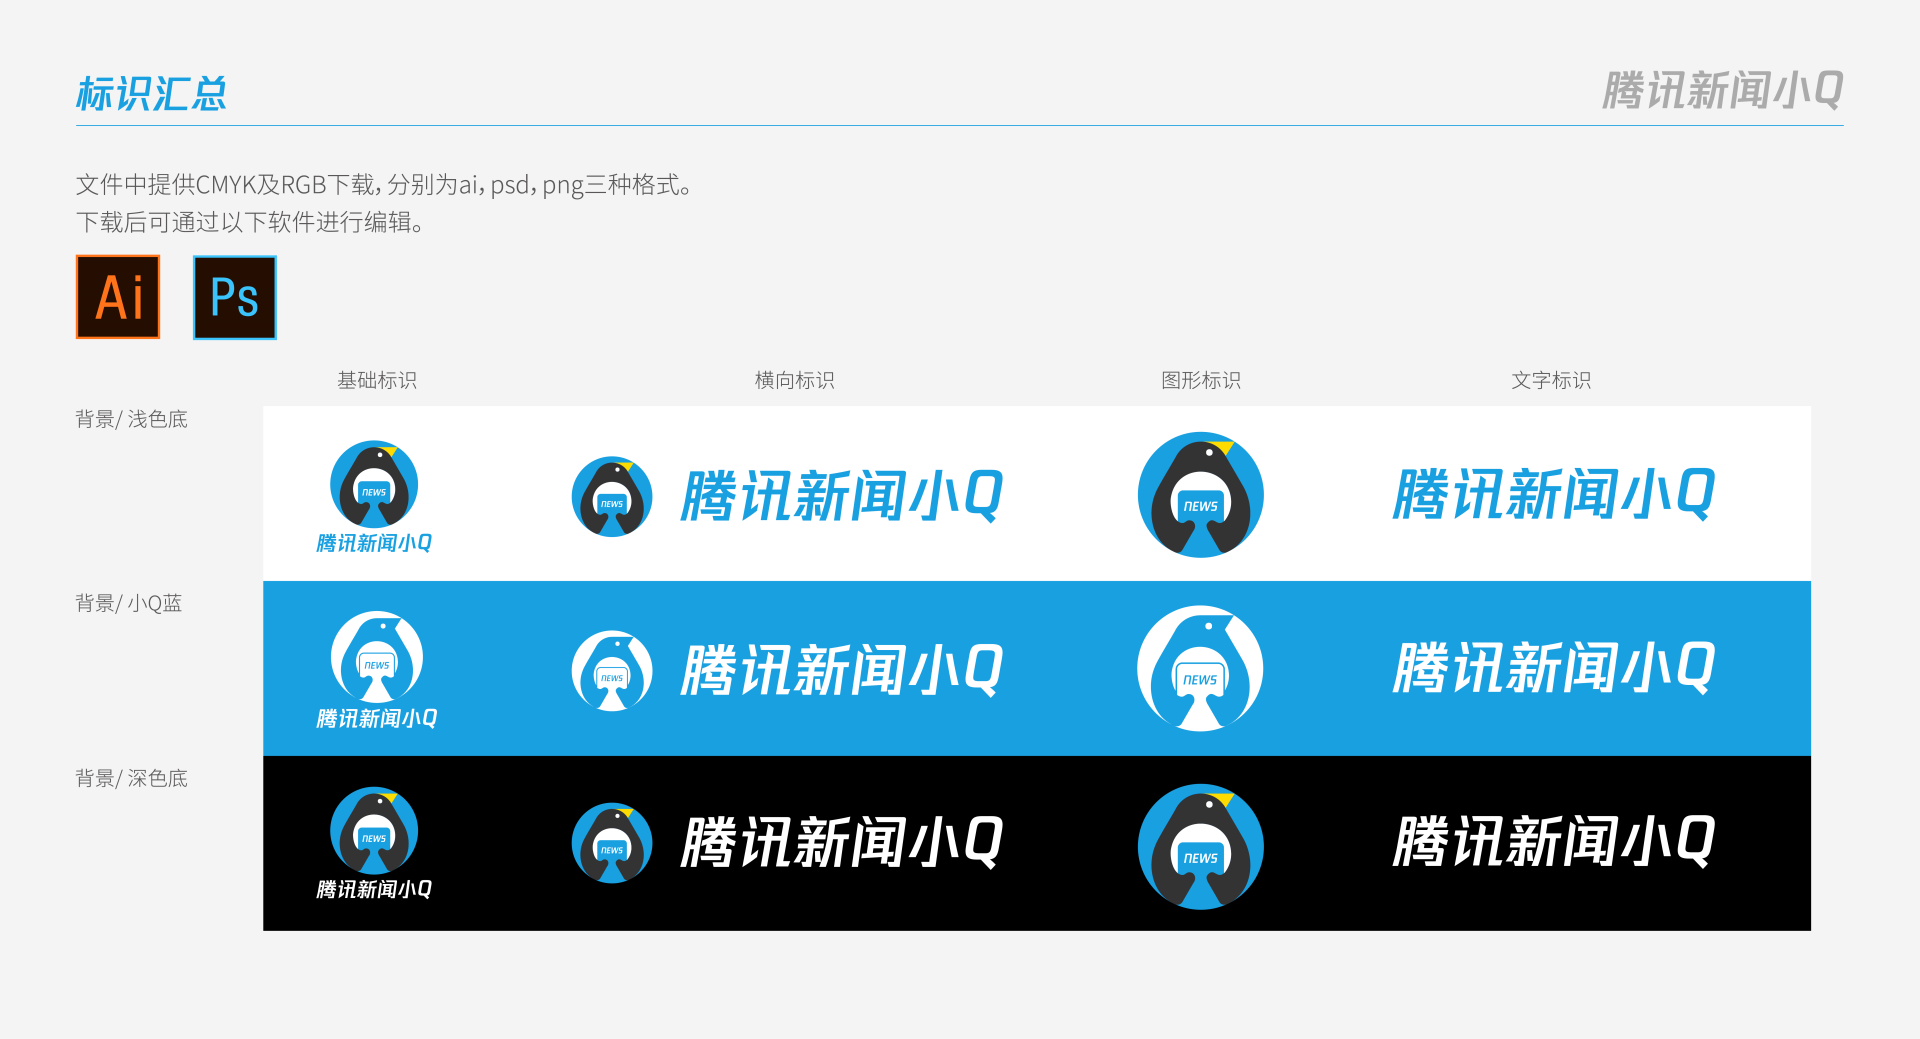 标识汇总
腾讯新闻小Q
文件中提供CMYK及RGB下载，分别为ai，psd，png三种格式。
下载后可通过以下软件进行编辑。
Ai Ps
基础标识 横向标识 图形标识 文字标识
背景/ 浅色底
NEWS NEWS NEWS
腾讯新闻小Q 腾讯新闻小Q 腾讯新闻小Q
背景/ 小Q蓝
NEWS NEWS NEWS
腾讯新闻小Q 腾讯新闻小Q 腾讯新闻小Q
背景/ 深色底
NEWS NEWS NEWS
腾讯新闻小Q 腾讯新闻小Q 腾讯新闻小Q